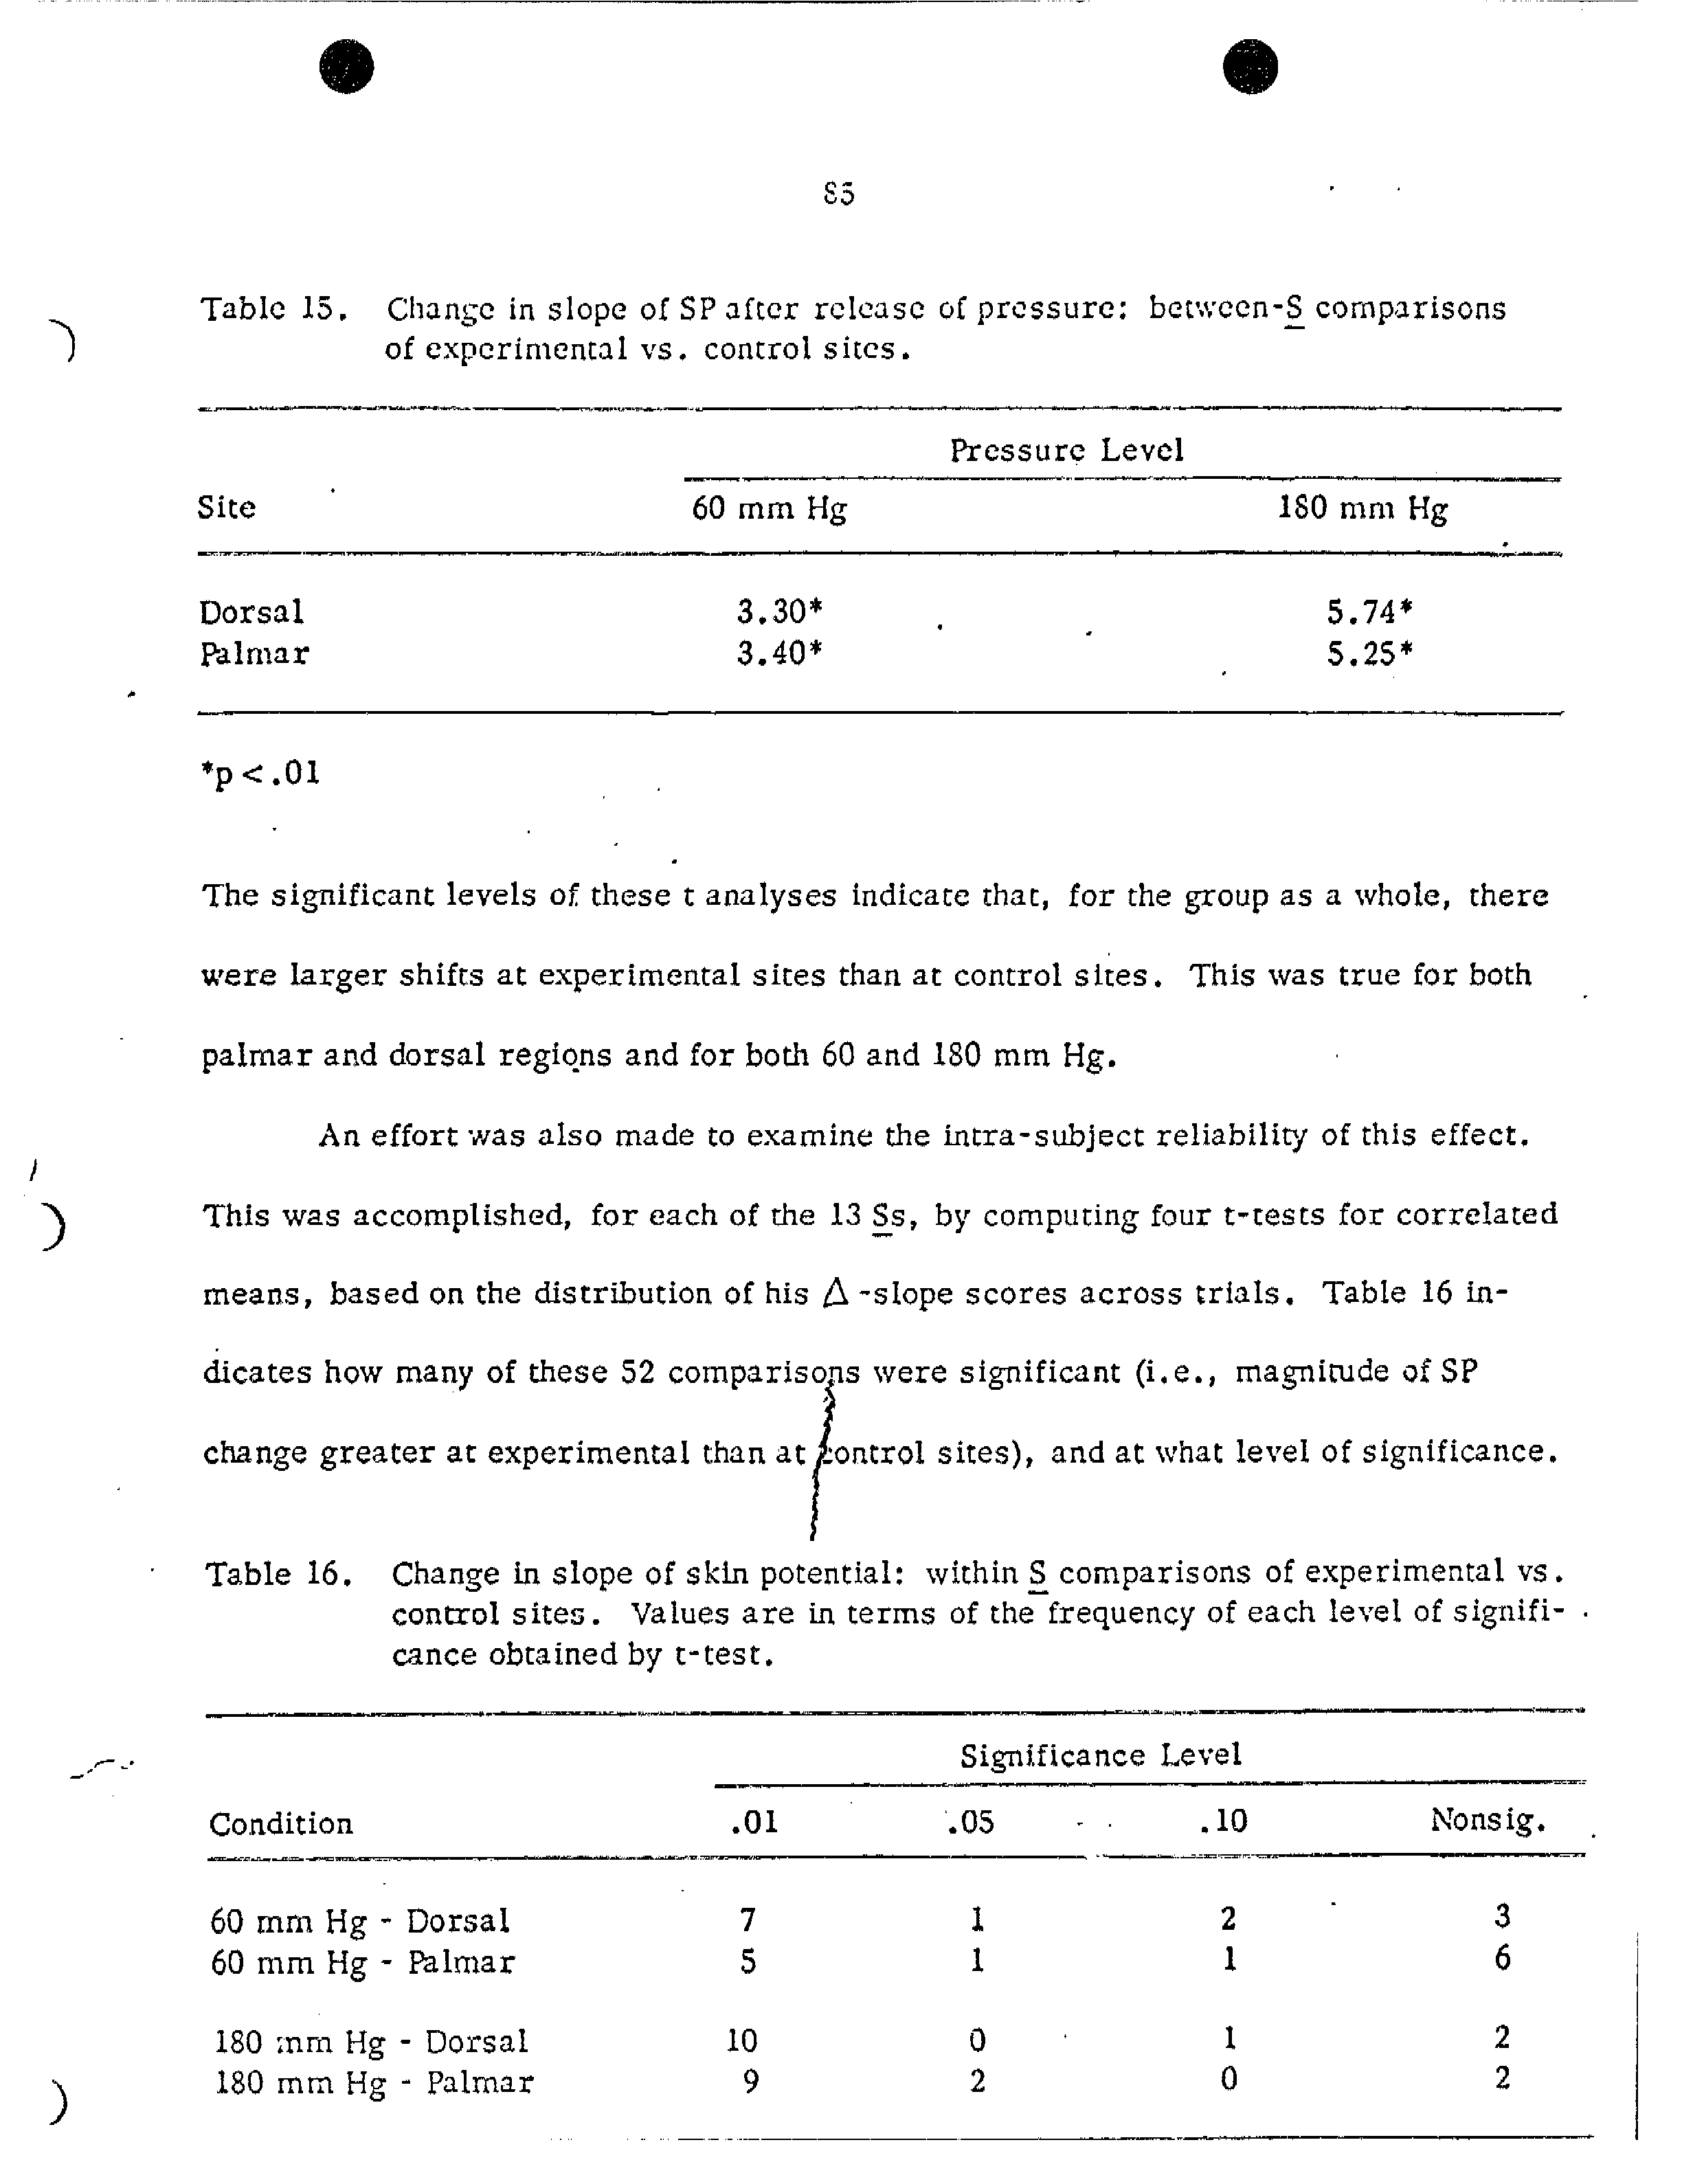 85
Table 15. Change in slope of SP after release of pressure: between-S comparisons
of experimental vs. control sites.
Pressure Level
Site 60 mm Hg 180 mm Hg
Dorsal 3.30* 5.74*
Palmar 3.40* 5.25*
*p < .01
The significant levels of these t analyses indicate that, for the group as a whole, there
were larger shifts at experimental sites than at control sites. This was true for both
palmar and dorsal regions and for both 60 and 180 mm Hg.
An effort was also made to examine the intra-subject reliability of this effect.
This was accomplished, for each of the 13 Ss, by computing four t-tests for correlated
means, based on the distribution of his Δ -slope scores across trials. Table 16 in-
dicates how many of these 52 comparisons were significant (i.e., magnitude of SP
change greater at experimental than at control sites), and at what level of significance.
Table 16. Change in slope of skin potential: within S comparisons of experimental vs.
control sites. Values are in terms of the frequency of each level of signifi-
cance obtained by t-test.
Significance Level
Condition .01 .05 .10 Nonsig.
60 mm Hg - Dorsal 7 1 2 3
60 mm Hg - Palmar 5 1 1 6
180 mm Hg - Dorsal 10 0 1 2
180 mm Hg - Palmar 9 2 0 2